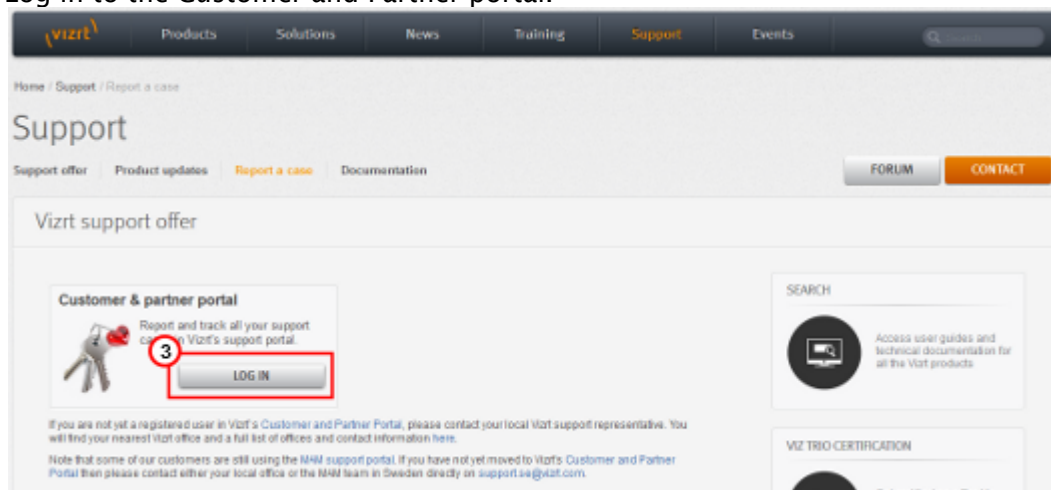 Log in to the Customer and Partner portal.
vizrt Products Solutions News Training Support Events Search
Home / Support / Report a case
Support
Support offer Product updates Report a case Documentation FORUM CONTACT
Vizrt support offer
Customer & partner portal
Report and track all your support
in Vizrt's support portal.
3
LOG IN
If you are not yet a registered user in Vizrt's Customer and Partner Portal, please contact your local Vizrt support representative. You
will find your nearest Vizrt office and a full list of offices and contact information here.
Note that some of our customers are still using the M4M support portal. If you have not yet moved to Vizrt's Customer and Partner
Portal then please contact either your local office or the M4M team in Sweden directly on support.se@vizrt.com.
SEARCH
Access user guides and
technical documentation for
all the Vizrt products
VIZ TRIO CERTIFICATION